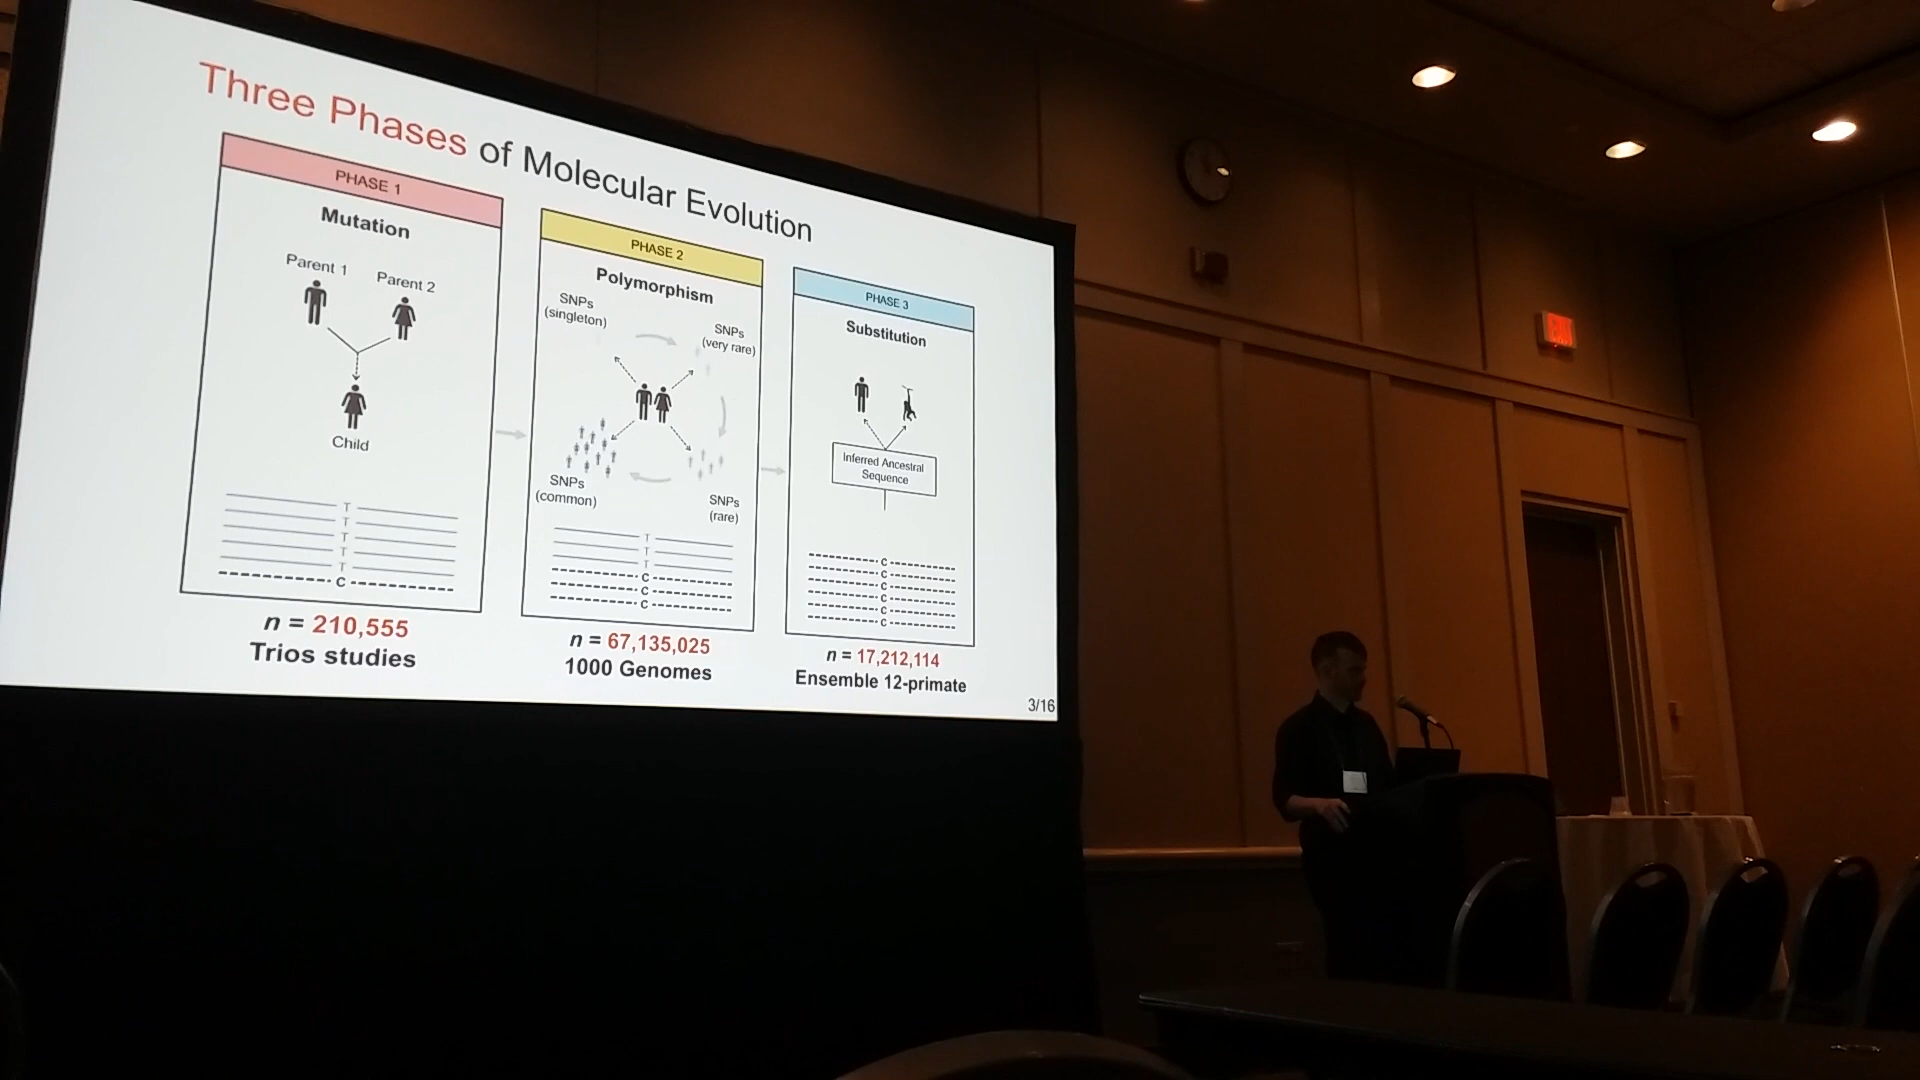 Three Phases of Molecular Evolution
PHASE 1
Mutation
Parent 1
Parent 2
Child
T
T
T
T
T
C
n = 210,555
Trios studies
PHASE 2
Polymorphism
SNPs
(singleton)
SNPs
(very rare)
SNPs
(common)
SNPs
(rare)
T
T
T
C
C
C
n = 67,135,025
1000 Genomes
PHASE 3
Substitution
Inferred Ancestral
Sequence
C
C
C
C
C
C
n = 17,212,114
Ensemble 12-primate
3/16
EXIT